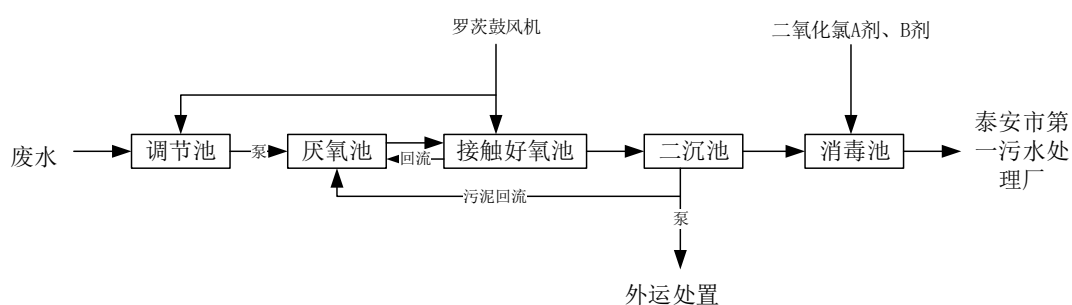 罗茨鼓风机
二氧化氯A剂、B剂
废水
调节池
泵
厌氧池
回流
接触好氧池
二沉池
消毒池
泰安市第
一污水处
理厂
污泥回流
泵
外运处置